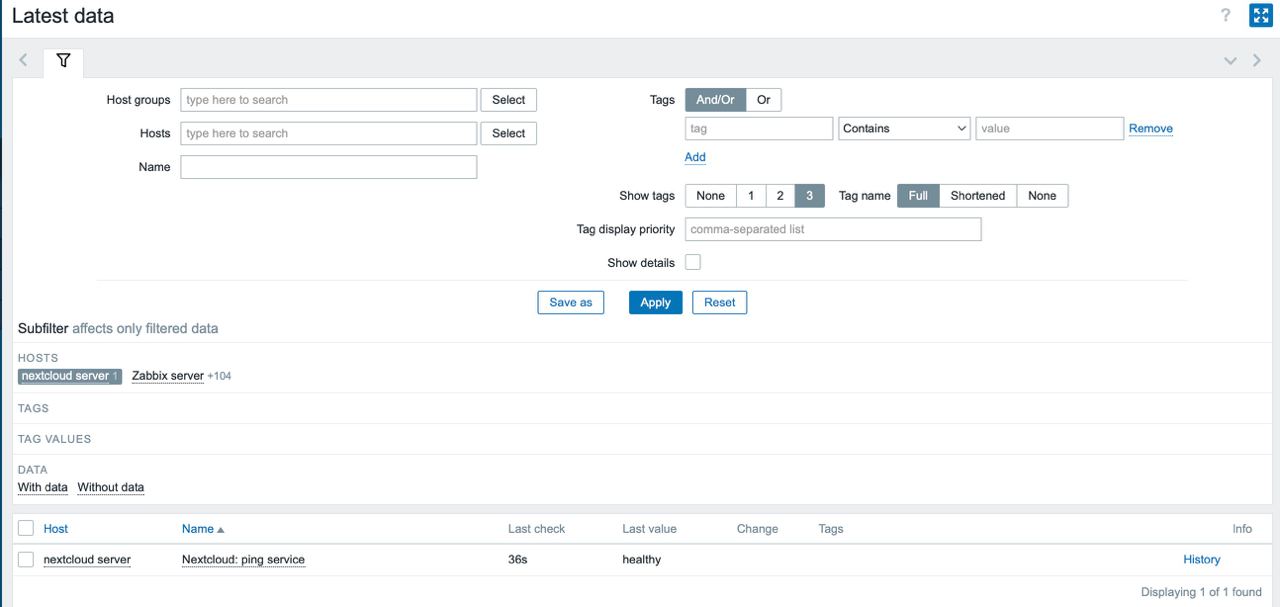 Latest data
?
Host groups type here to search Select Tags And/Or Or
Hosts type here to search Select tag Contains value Remove
Name Add
Show tags None 1 2 3 Tag name Full Shortened None
Tag display priority comma-separated list
Show details
Save as Apply Reset
Subfilter affects only filtered data
HOSTS
nextcloud server 1 Zabbix server +104
TAGS
TAG VALUES
DATA
With data Without data
Host Name Last check Last value Change Tags Info
nextcloud server Nextcloud: ping service 36s healthy History
Displaying 1 of 1 found